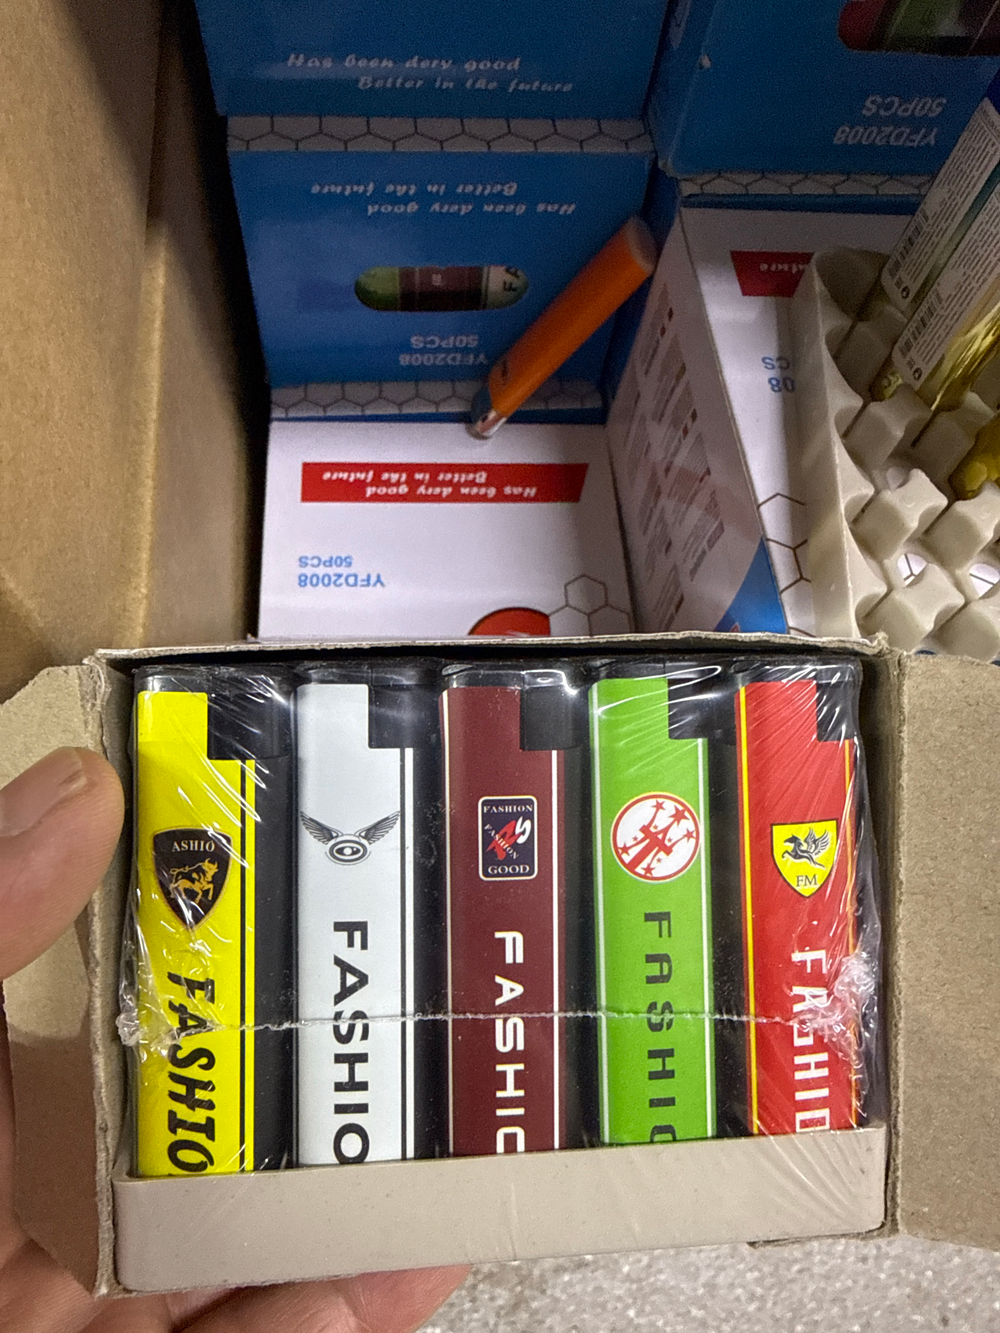 Has been dery good
Better in the future
50PCS
YFD2008
Has been dery good
Better in the future
50PCS
YFD2008
Has been dery good
Better in the future
YFD2008
50PCS
ASHIO
FASHIO
FASHIO
FASHION
FASHION
GOOD
FASHIO
FASHI
FM
FASHIO